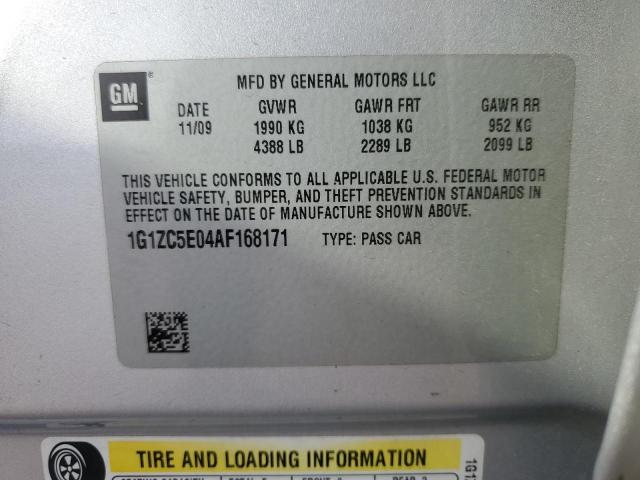 GM ®
MFD BY GENERAL MOTORS LLC
DATE GVWR GAWR FRT GAWR RR
11/09 1990 KG 1038 KG 952 KG
4388 LB 2289 LB 2099 LB
THIS VEHICLE CONFORMS TO ALL APPLICABLE U.S. FEDERAL MOTOR
VEHICLE SAFETY, BUMPER, AND THEFT PREVENTION STANDARDS IN
EFFECT ON THE DATE OF MANUFACTURE SHOWN ABOVE.
1G1ZC5E04AF168171 TYPE: PASS CAR
TIRE AND LOADING INFORMATION